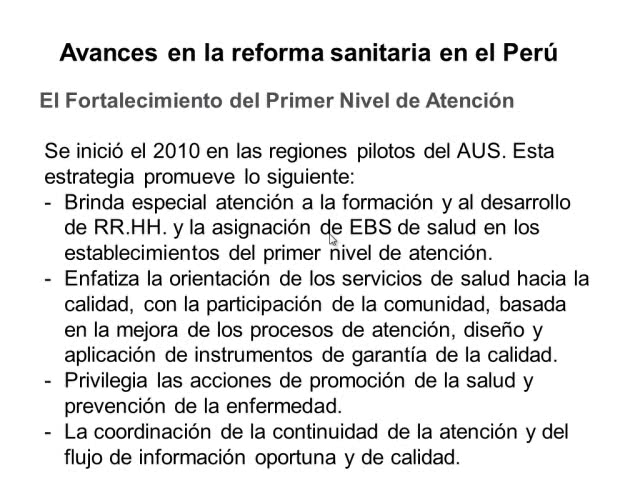 Avances en la reforma sanitaria en el Perú
El Fortalecimiento del Primer Nivel de Atención
Se inició el 2010 en las regiones pilotos del AUS. Esta
estrategia promueve lo siguiente:
- Brinda especial atención a la formación y al desarrollo
de RR.HH. y la asignación de EBS de salud en los
establecimientos del primer nivel de atención.
- Enfatiza la orientación de los servicios de salud hacia la
calidad, con la participación de la comunidad, basada
en la mejora de los procesos de atención, diseño y
aplicación de instrumentos de garantía de la calidad.
- Privilegia las acciones de promoción de la salud y
prevención de la enfermedad.
- La coordinación de la continuidad de la atención y del
flujo de información oportuna y de calidad.